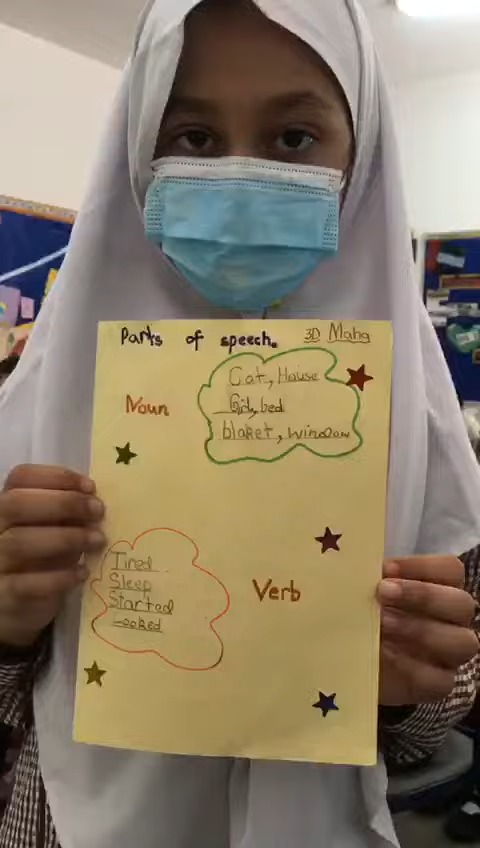 Parts of speech. 3D Maha
Noun
Cat, House
Girl, bed
blaket, window
Tired
Sleep
Started
Looked
Verb